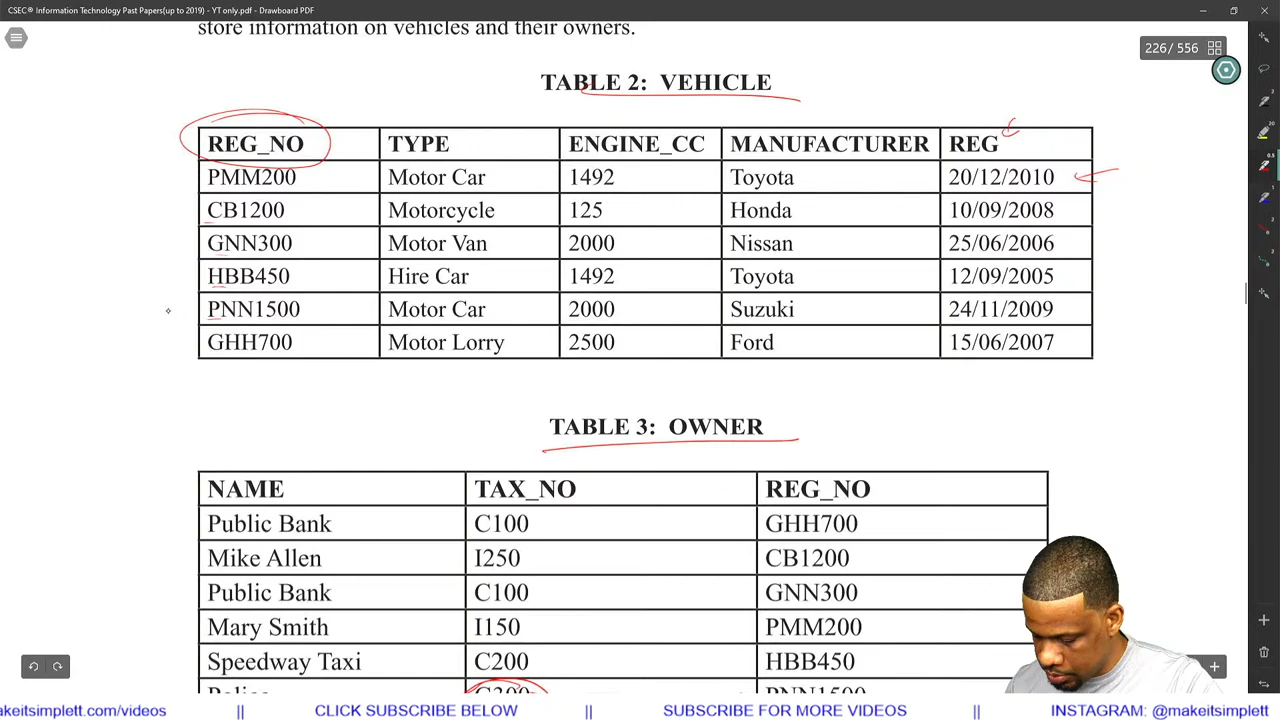 CSEC® Information Technology Past Papers(up to 2019) - YT only.pdf - Drawboard PDF
store information on vehicles and their owners.
226 / 556
TABLE 2: VEHICLE
REG_NO TYPE ENGINE_CC MANUFACTURER REG
PMM200 Motor Car 1492 Toyota 20/12/2010
CB1200 Motorcycle 125 Honda 10/09/2008
GNN300 Motor Van 2000 Nissan 25/06/2006
HBB450 Hire Car 1492 Toyota 12/09/2005
PNN1500 Motor Car 2000 Suzuki 24/11/2009
GHH700 Motor Lorry 2500 Ford 15/06/2007
TABLE 3: OWNER
NAME TAX_NO REG_NO
Public Bank C100 GHH700
Mike Allen I250 CB1200
Public Bank C100 GNN300
Mary Smith I150 PMM200
Speedway Taxi C200 HBB450
Police C300 PNN1500
akeitsimplett.com/videos || CLICK SUBSCRIBE BELOW || SUBSCRIBE FOR MORE VIDEOS || INSTAGRAM: @makeitsimplett